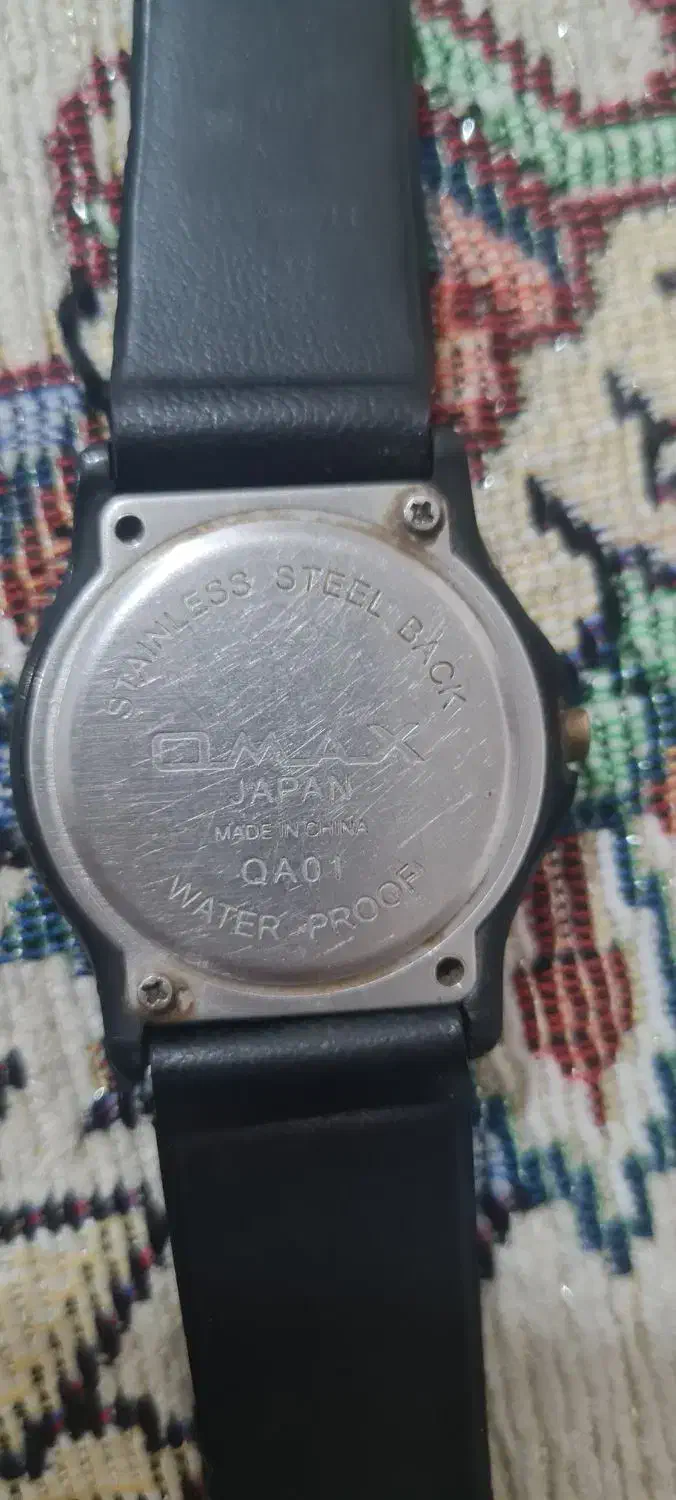 STAINLESS STEEL BACK
QMAX
JAPAN
MADE IN CHINA
QA01
WATER PROOF